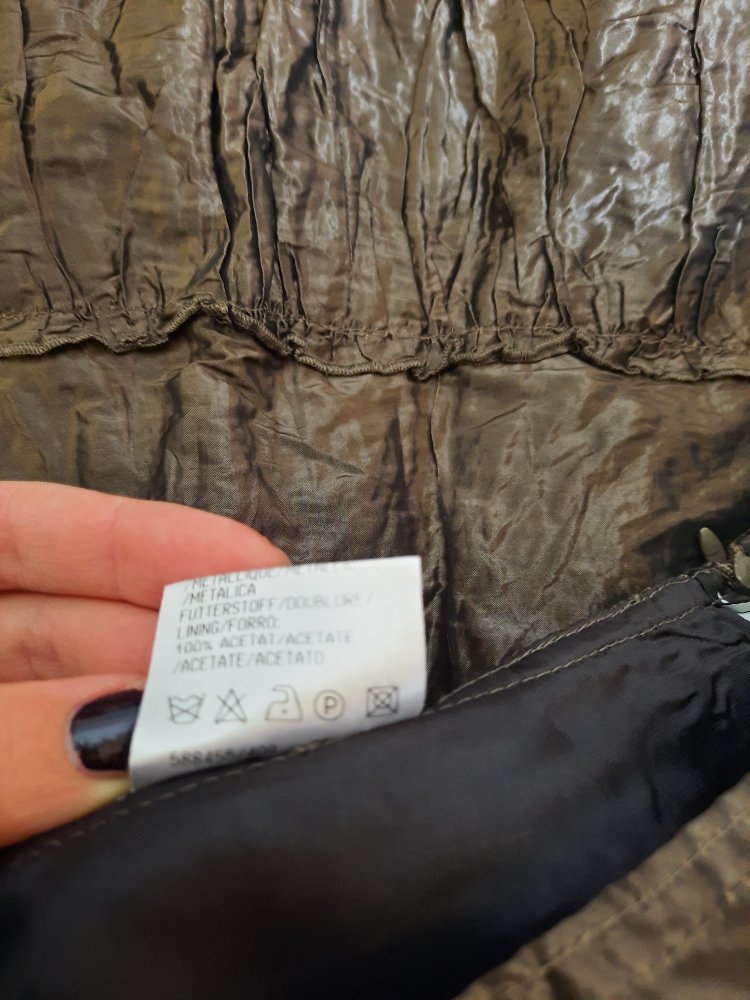 /METALICA
FUTTERSTOFF/DOUBLURE/
LINING/FORRO:
100% ACETAT/ACETATE
/ACETATE/ACETATO
P